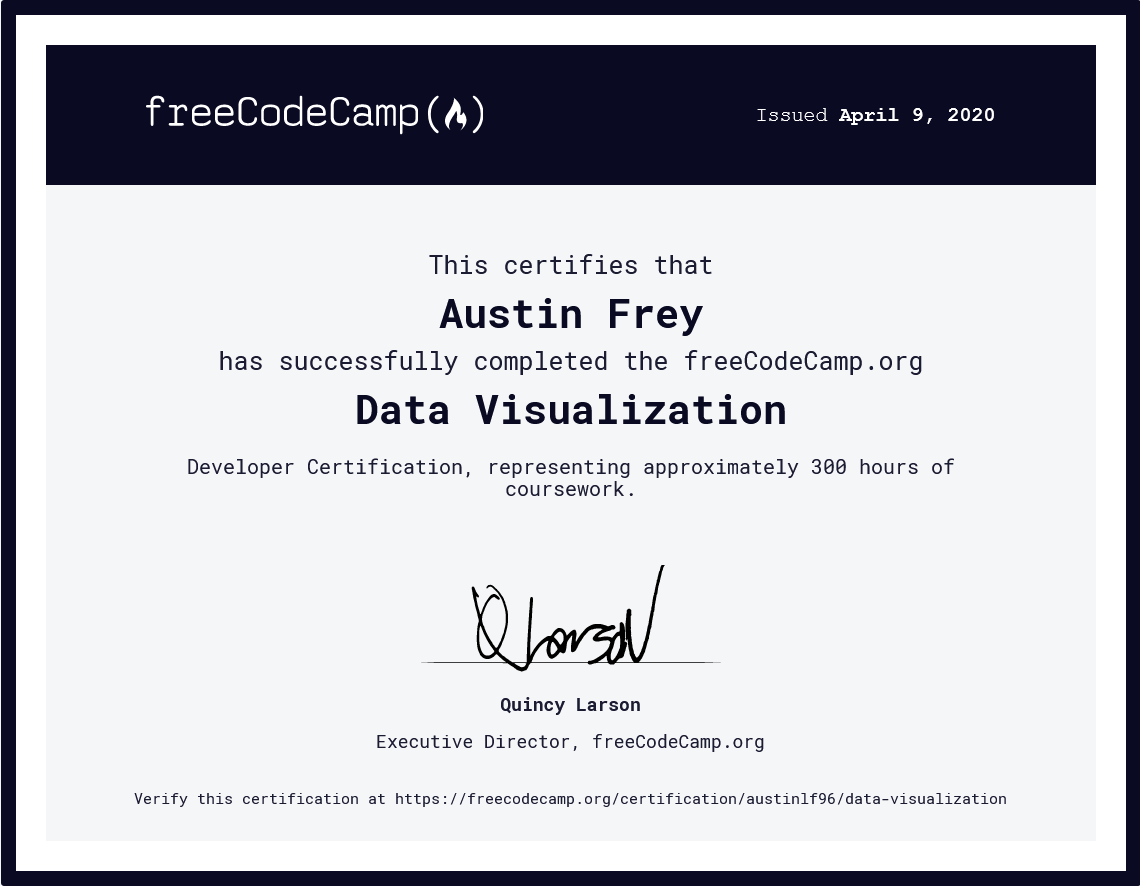 freeCodeCamp(🔥)
Issued April 9, 2020
This certifies that
Austin Frey
has successfully completed the freeCodeCamp.org
Data Visualization
Developer Certification, representing approximately 300 hours of
coursework.
Q Larson
Quincy Larson
Executive Director, freeCodeCamp.org
Verify this certification at https://freecodecamp.org/certification/austinlf96/data-visualization